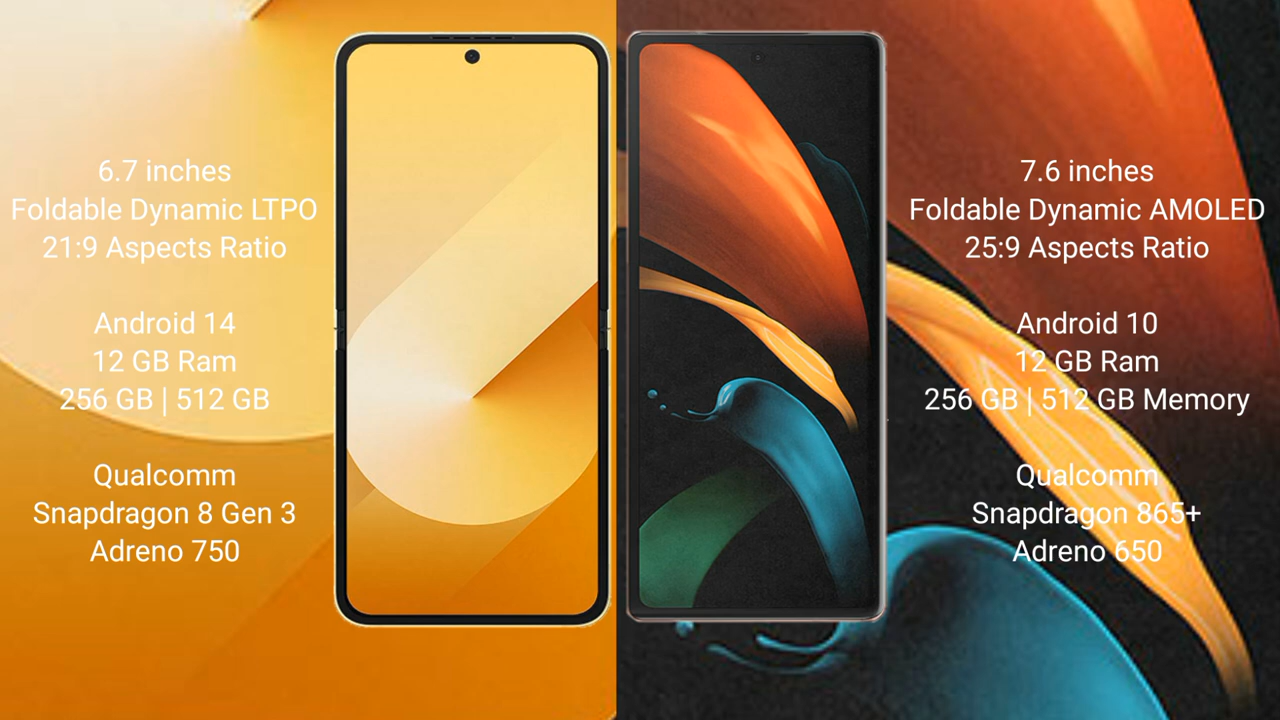 6.7 inches
Foldable Dynamic LTPO
21:9 Aspects Ratio
Android 14
12 GB Ram
256 GB | 512 GB
Qualcomm
Snapdragon 8 Gen 3
Adreno 750
7.6 inches
Foldable Dynamic AMOLED
25:9 Aspects Ratio
Android 10
12 GB Ram
256 GB | 512 GB Memory
Qualcomm
Snapdragon 865+
Adreno 650